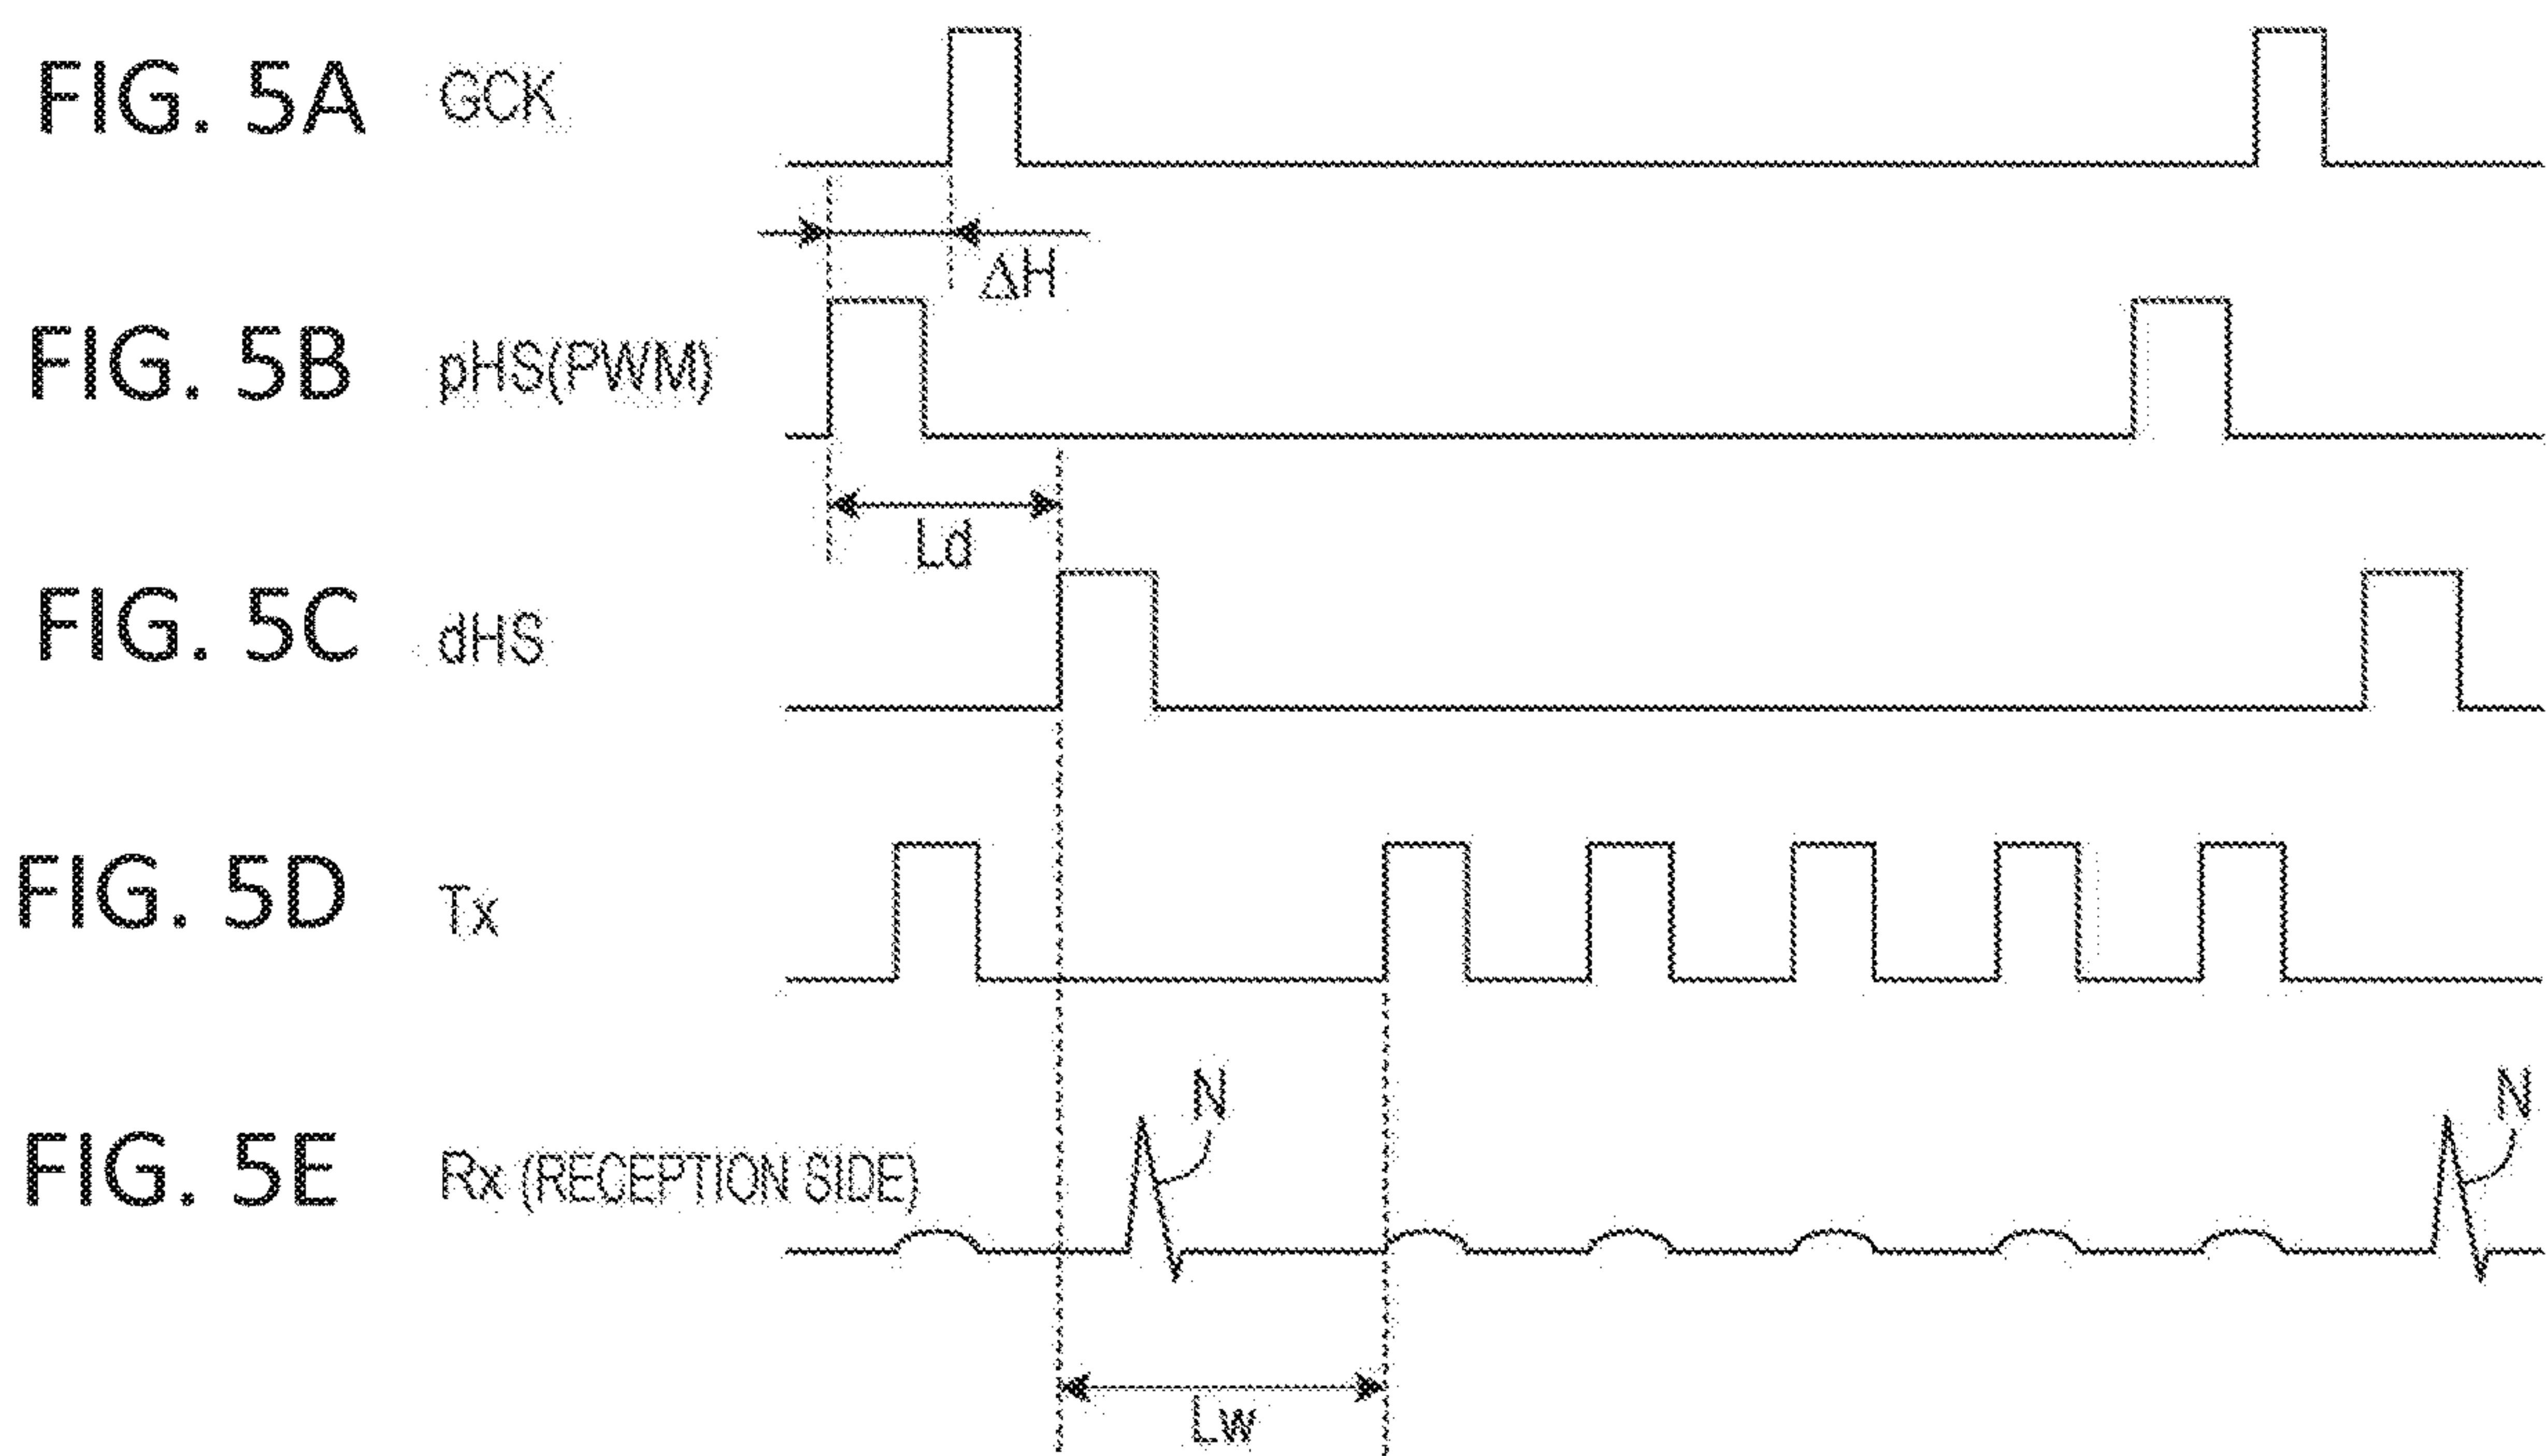 FIG. 5A GCK
ΔH
FIG. 5B pHS(PWM)
Ld
FIG. 5C dHS
FIG. 5D Tx
N N
FIG. 5E Rx (RECEPTION SIDE)
Lw